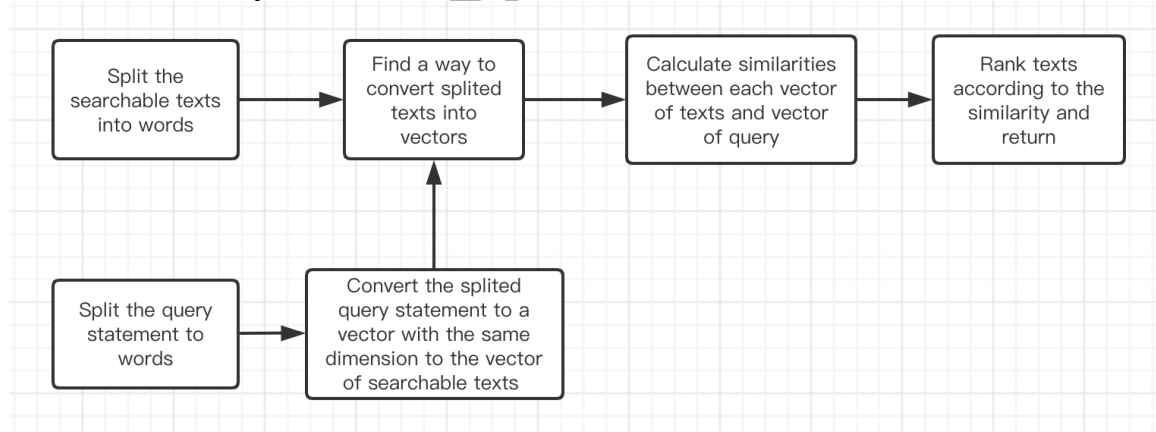 Split the
searchable texts
into words
Find a way to
convert splited
texts into
vectors
Calculate similarities
between each vector
of texts and vector
of query
Rank texts
according to the
similarity and
return
Split the query
statement to
words
Convert the splited
query statement to a
vector with the same
dimension to the vector
of searchable texts